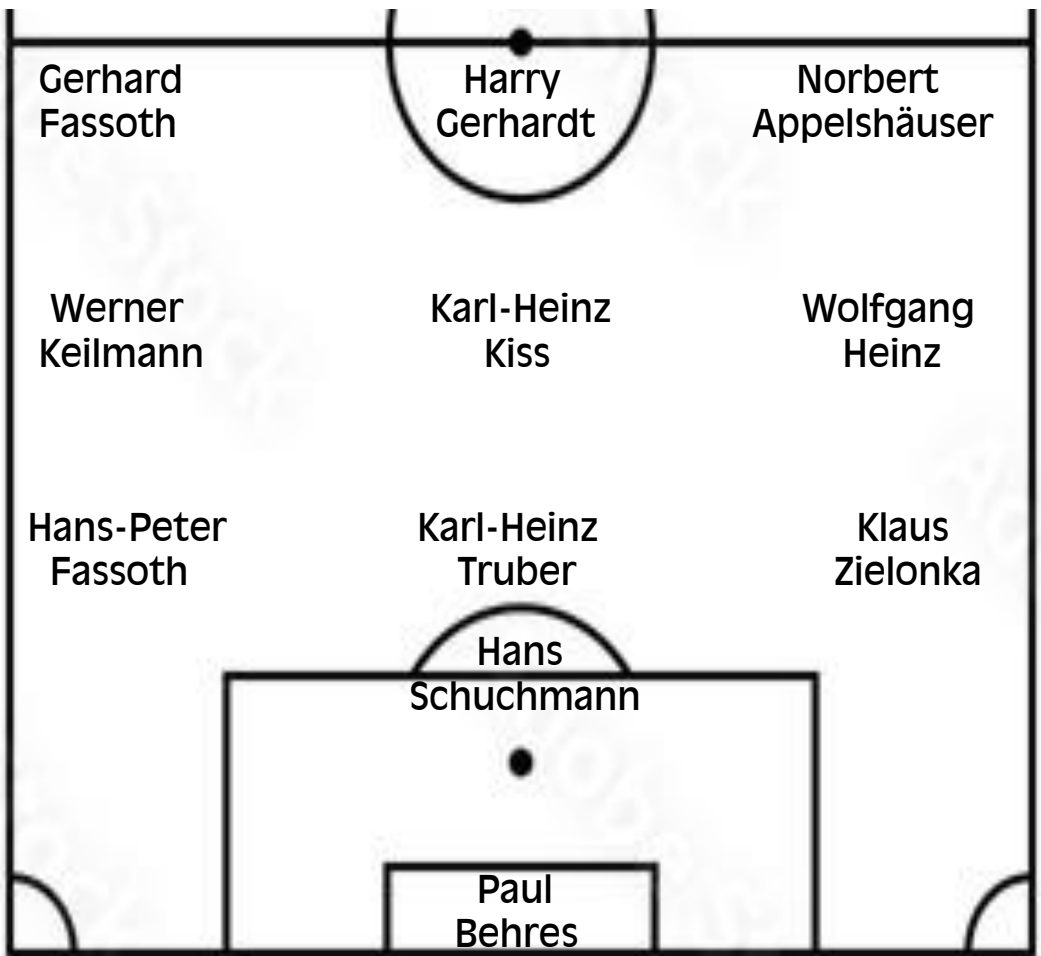 Gerhard
Fassoth
Harry
Gerhardt
Norbert
Appelshäuser
Werner
Keilmann
Karl-Heinz
Kiss
Wolfgang
Heinz
Hans-Peter
Fassoth
Karl-Heinz
Truber
Klaus
Zielonka
Hans
Schuchmann
Paul
Behres